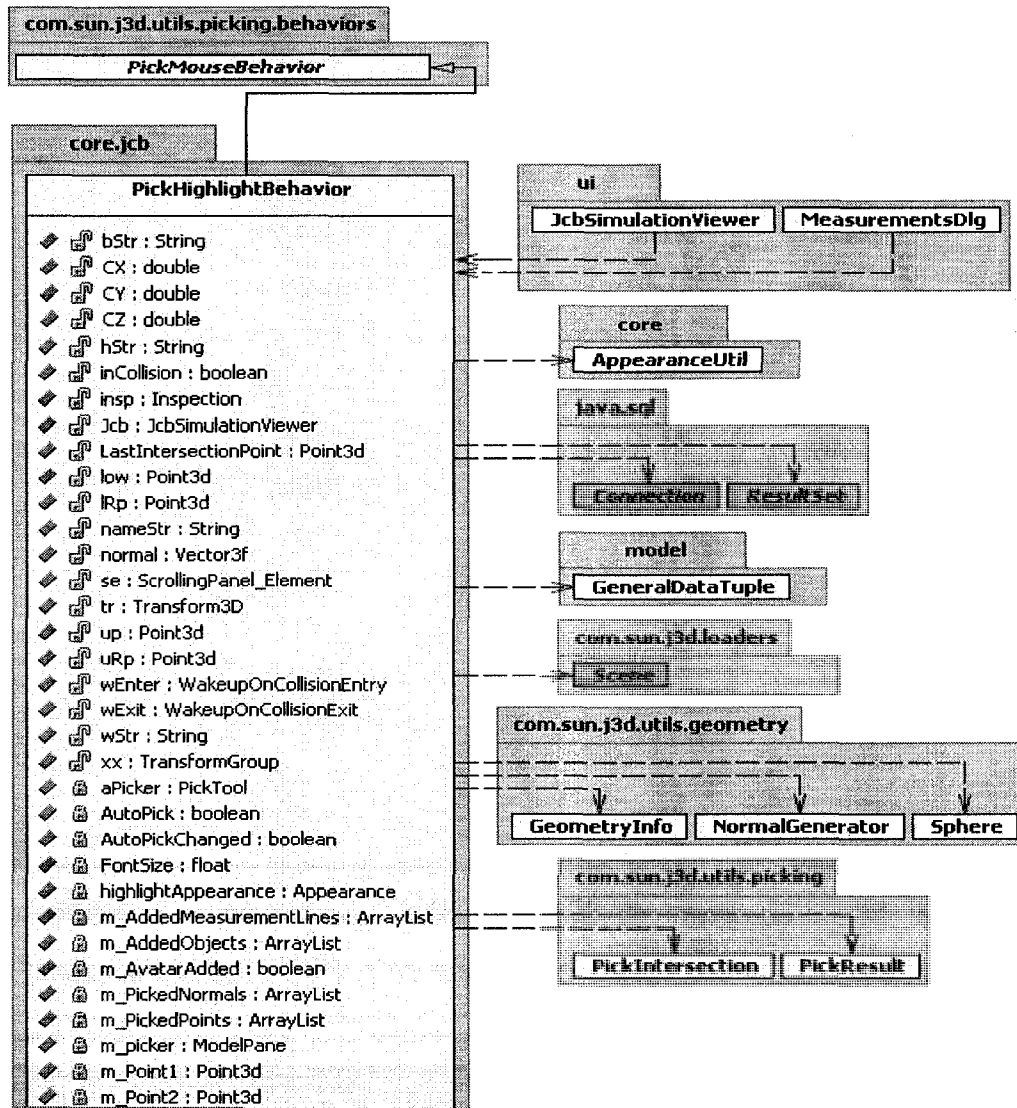 com.sun.j3d.utils.picking.behaviors
PickMouseBehavior
core.jcb
PickHighlightBehavior
bStr : String
CX : double
CY : double
CZ : double
hStr : String
inCollision : boolean
insp : Inspection
Jcb : JcbSimulationViewer
LastIntersectionPoint : Point3d
low : Point3d
lRp : Point3d
nameStr : String
normal : Vector3f
se : ScrollingPanel_Element
tr : Transform3D
up : Point3d
uRp : Point3d
wEnter : WakeupOnCollisionEntry
wExit : WakeupOnCollisionExit
wStr : String
xx : TransformGroup
aPicker : PickTool
AutoPick : boolean
AutoPickChanged : boolean
FontSize : float
highlightAppearance : Appearance
m_AddedMeasurementLines : ArrayList
m_AddedObjects : ArrayList
m_AvatarAdded : boolean
m_PickedNormals : ArrayList
m_PickedPoints : ArrayList
m_picker : ModelPane
m_Point1 : Point3d
m_Point2 : Point3d
ui
JcbSimulationViewer MeasurementsDlg
core
AppearanceUtil
java.sql
Connection ResultSet
model
GeneralDataTuple
com.sun.j3d.loaders
Scene
com.sun.j3d.utils.geometry
GeometryInfo NormalGenerator Sphere
com.sun.j3d.utils.picking
PickIntersection PickResult